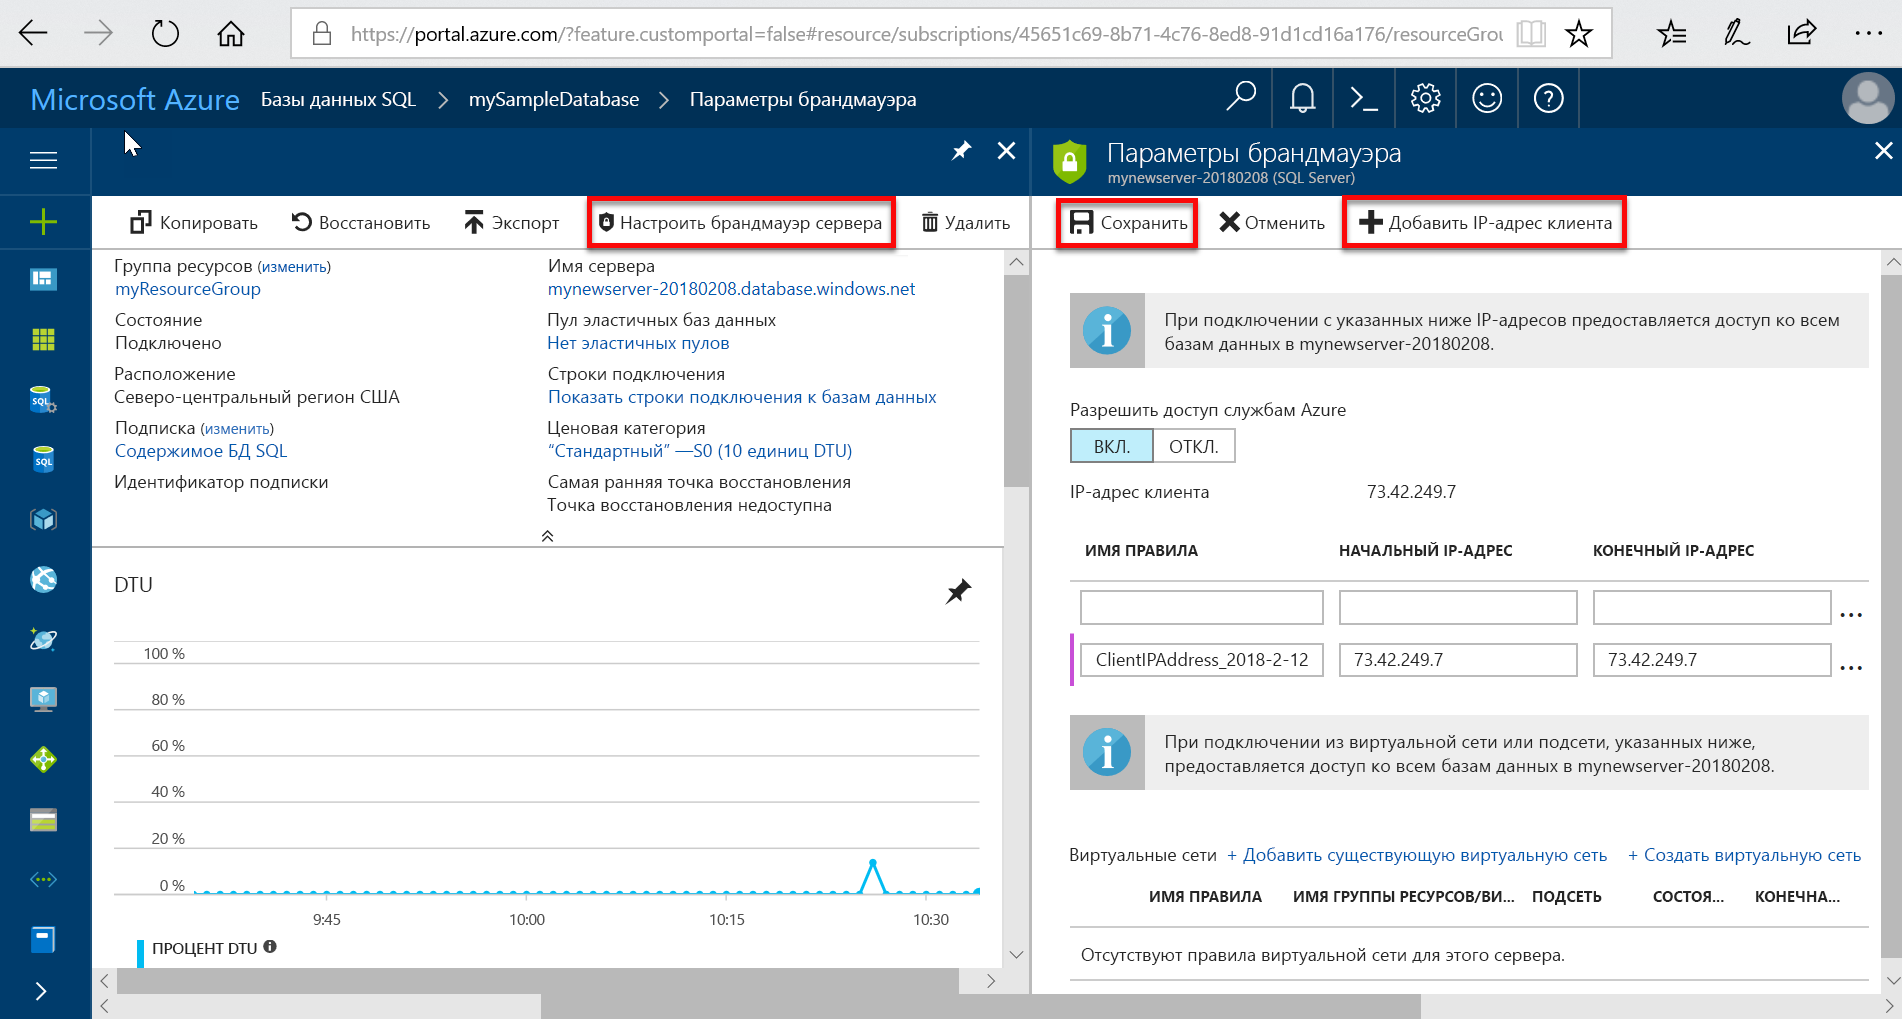 https://portal.azure.com/?feature.customportal=false#resource/subscriptions/45651c69-8b71-4c76-8ed8-91d1cd16a176/resourceGrou
Microsoft Azure Базы данных SQL > mySampleDatabase > Параметры брандмауэра
Параметры брандмауэра
mynewserver-20180208 (SQL Server)
Копировать Восстановить Экспорт Настроить брандмауэр сервера Удалить
Сохранить Отменить Добавить IP-адрес клиента
Группа ресурсов (изменить)
myResourceGroup
Состояние
Подключено
Расположение
Северо-центральный регион США
Подписка (изменить)
Содержимое БД SQL
Идентификатор подписки
Имя сервера
mynewserver-20180208.database.windows.net
Пул эластичных баз данных
Нет эластичных пулов
Строки подключения
Показать строки подключения к базам данных
Ценовая категория
“Стандартный” —S0 (10 единиц DTU)
Самая ранняя точка восстановления
Точка восстановления недоступна
DTU
100 %
80 %
60 %
40 %
20 %
0 %
9:45 10:00 10:15 10:30
ПРОЦЕНТ DTU
При подключении с указанных ниже IP-адресов предоставляется доступ ко всем
базам данных в mynewserver-20180208.
Разрешить доступ службам Azure
ВКЛ. ОТКЛ.
IP-адрес клиента 73.42.249.7
ИМЯ ПРАВИЛА НАЧАЛЬНЫЙ IP-АДРЕС КОНЕЧНЫЙ IP-АДРЕС
...
ClientIPAddress_2018-2-12 73.42.249.7 73.42.249.7 ...
При подключении из виртуальной сети или подсети, указанных ниже,
предоставляется доступ ко всем базам данных в mynewserver-20180208.
Виртуальные сети + Добавить существующую виртуальную сеть + Создать виртуальную сеть
ИМЯ ПРАВИЛА ИМЯ ГРУППЫ РЕСУРСОВ/ВИ... ПОДСЕТЬ СОСТОЯ... КОНЕЧНА...
Отсутствуют правила виртуальной сети для этого сервера.